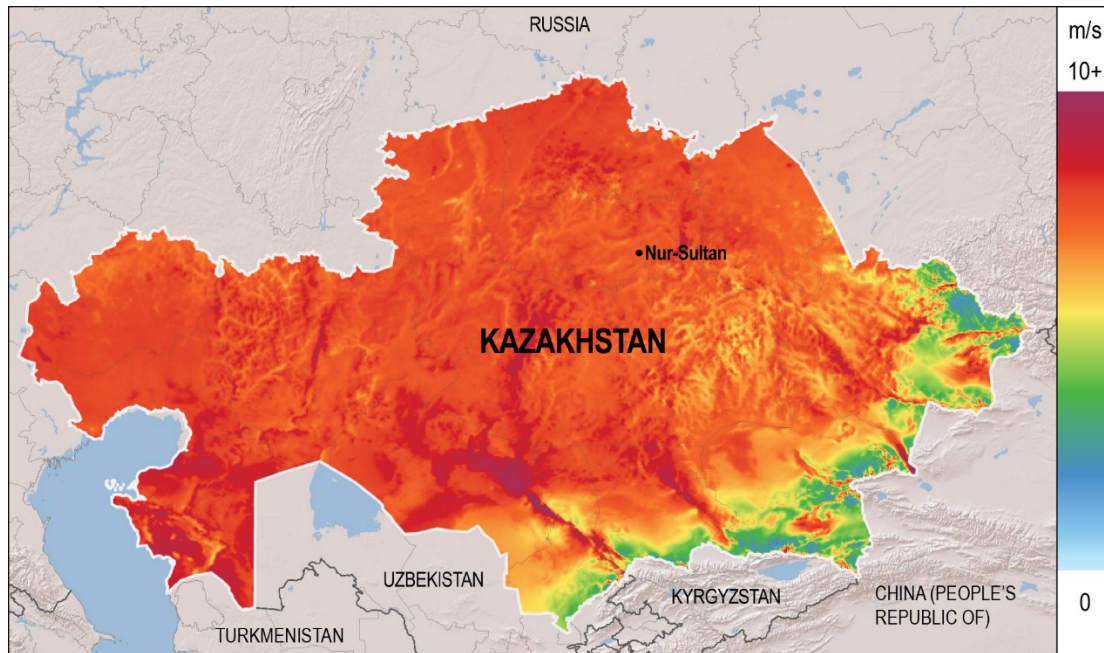 RUSSIA
m/s
10+
•Nur-Sultan
KAZAKHSTAN
UZBEKISTAN
KYRGYZSTAN
CHINA (PEOPLE'S
REPUBLIC OF)
0
TURKMENISTAN